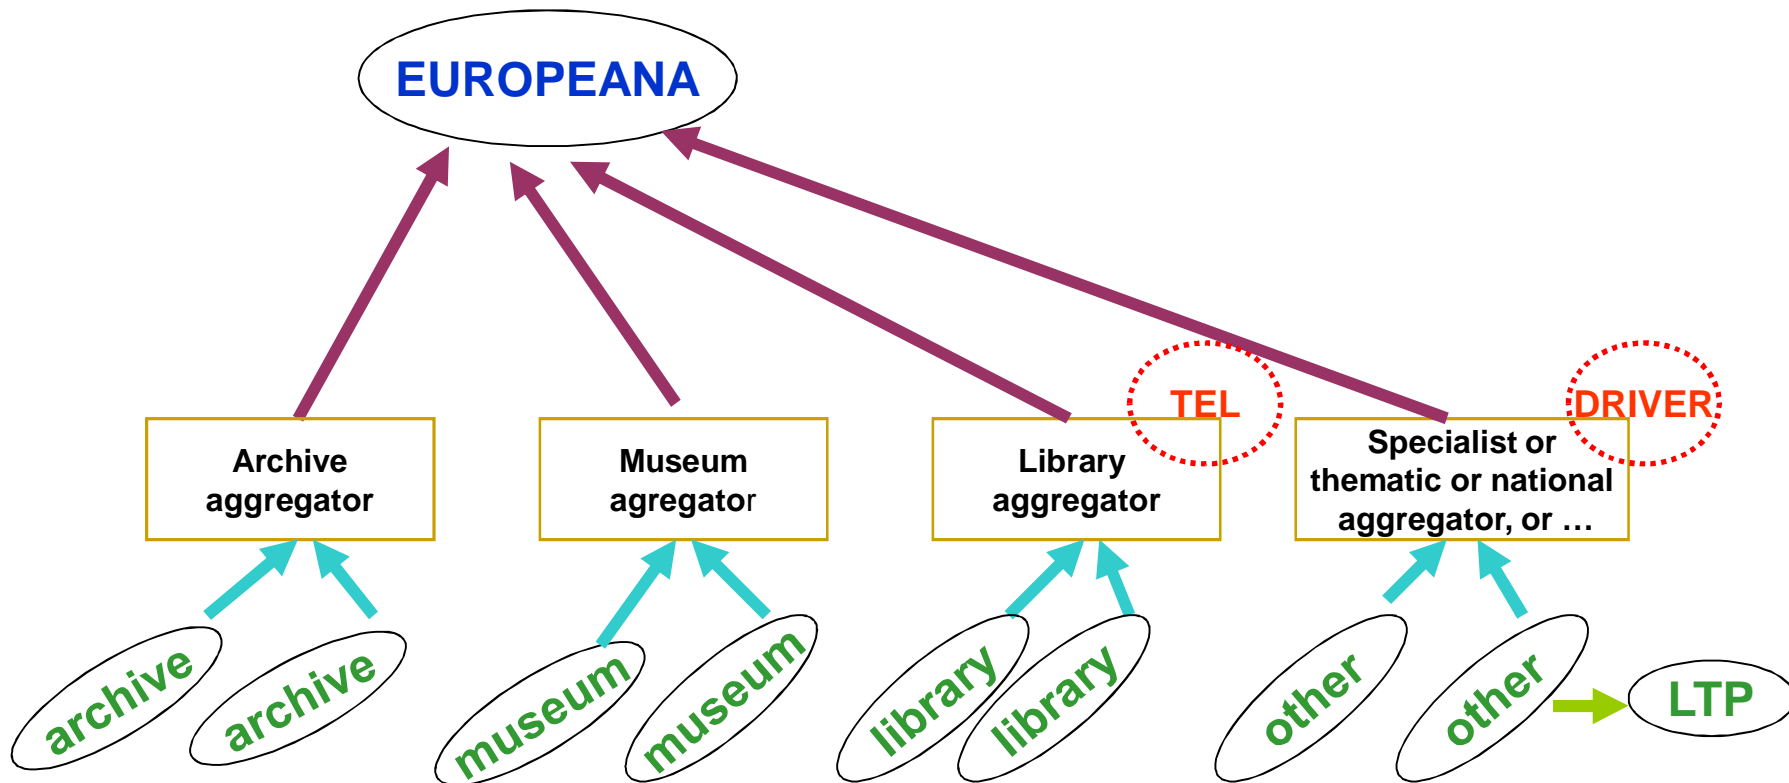 EUROPEANA
TEL
DRIVER
Archive
aggregator
Museum
agregator
Library
aggregator
Specialist or
thematic or national
aggregator, or …
archive
archive
museum
museum
library
library
other
other
LTP